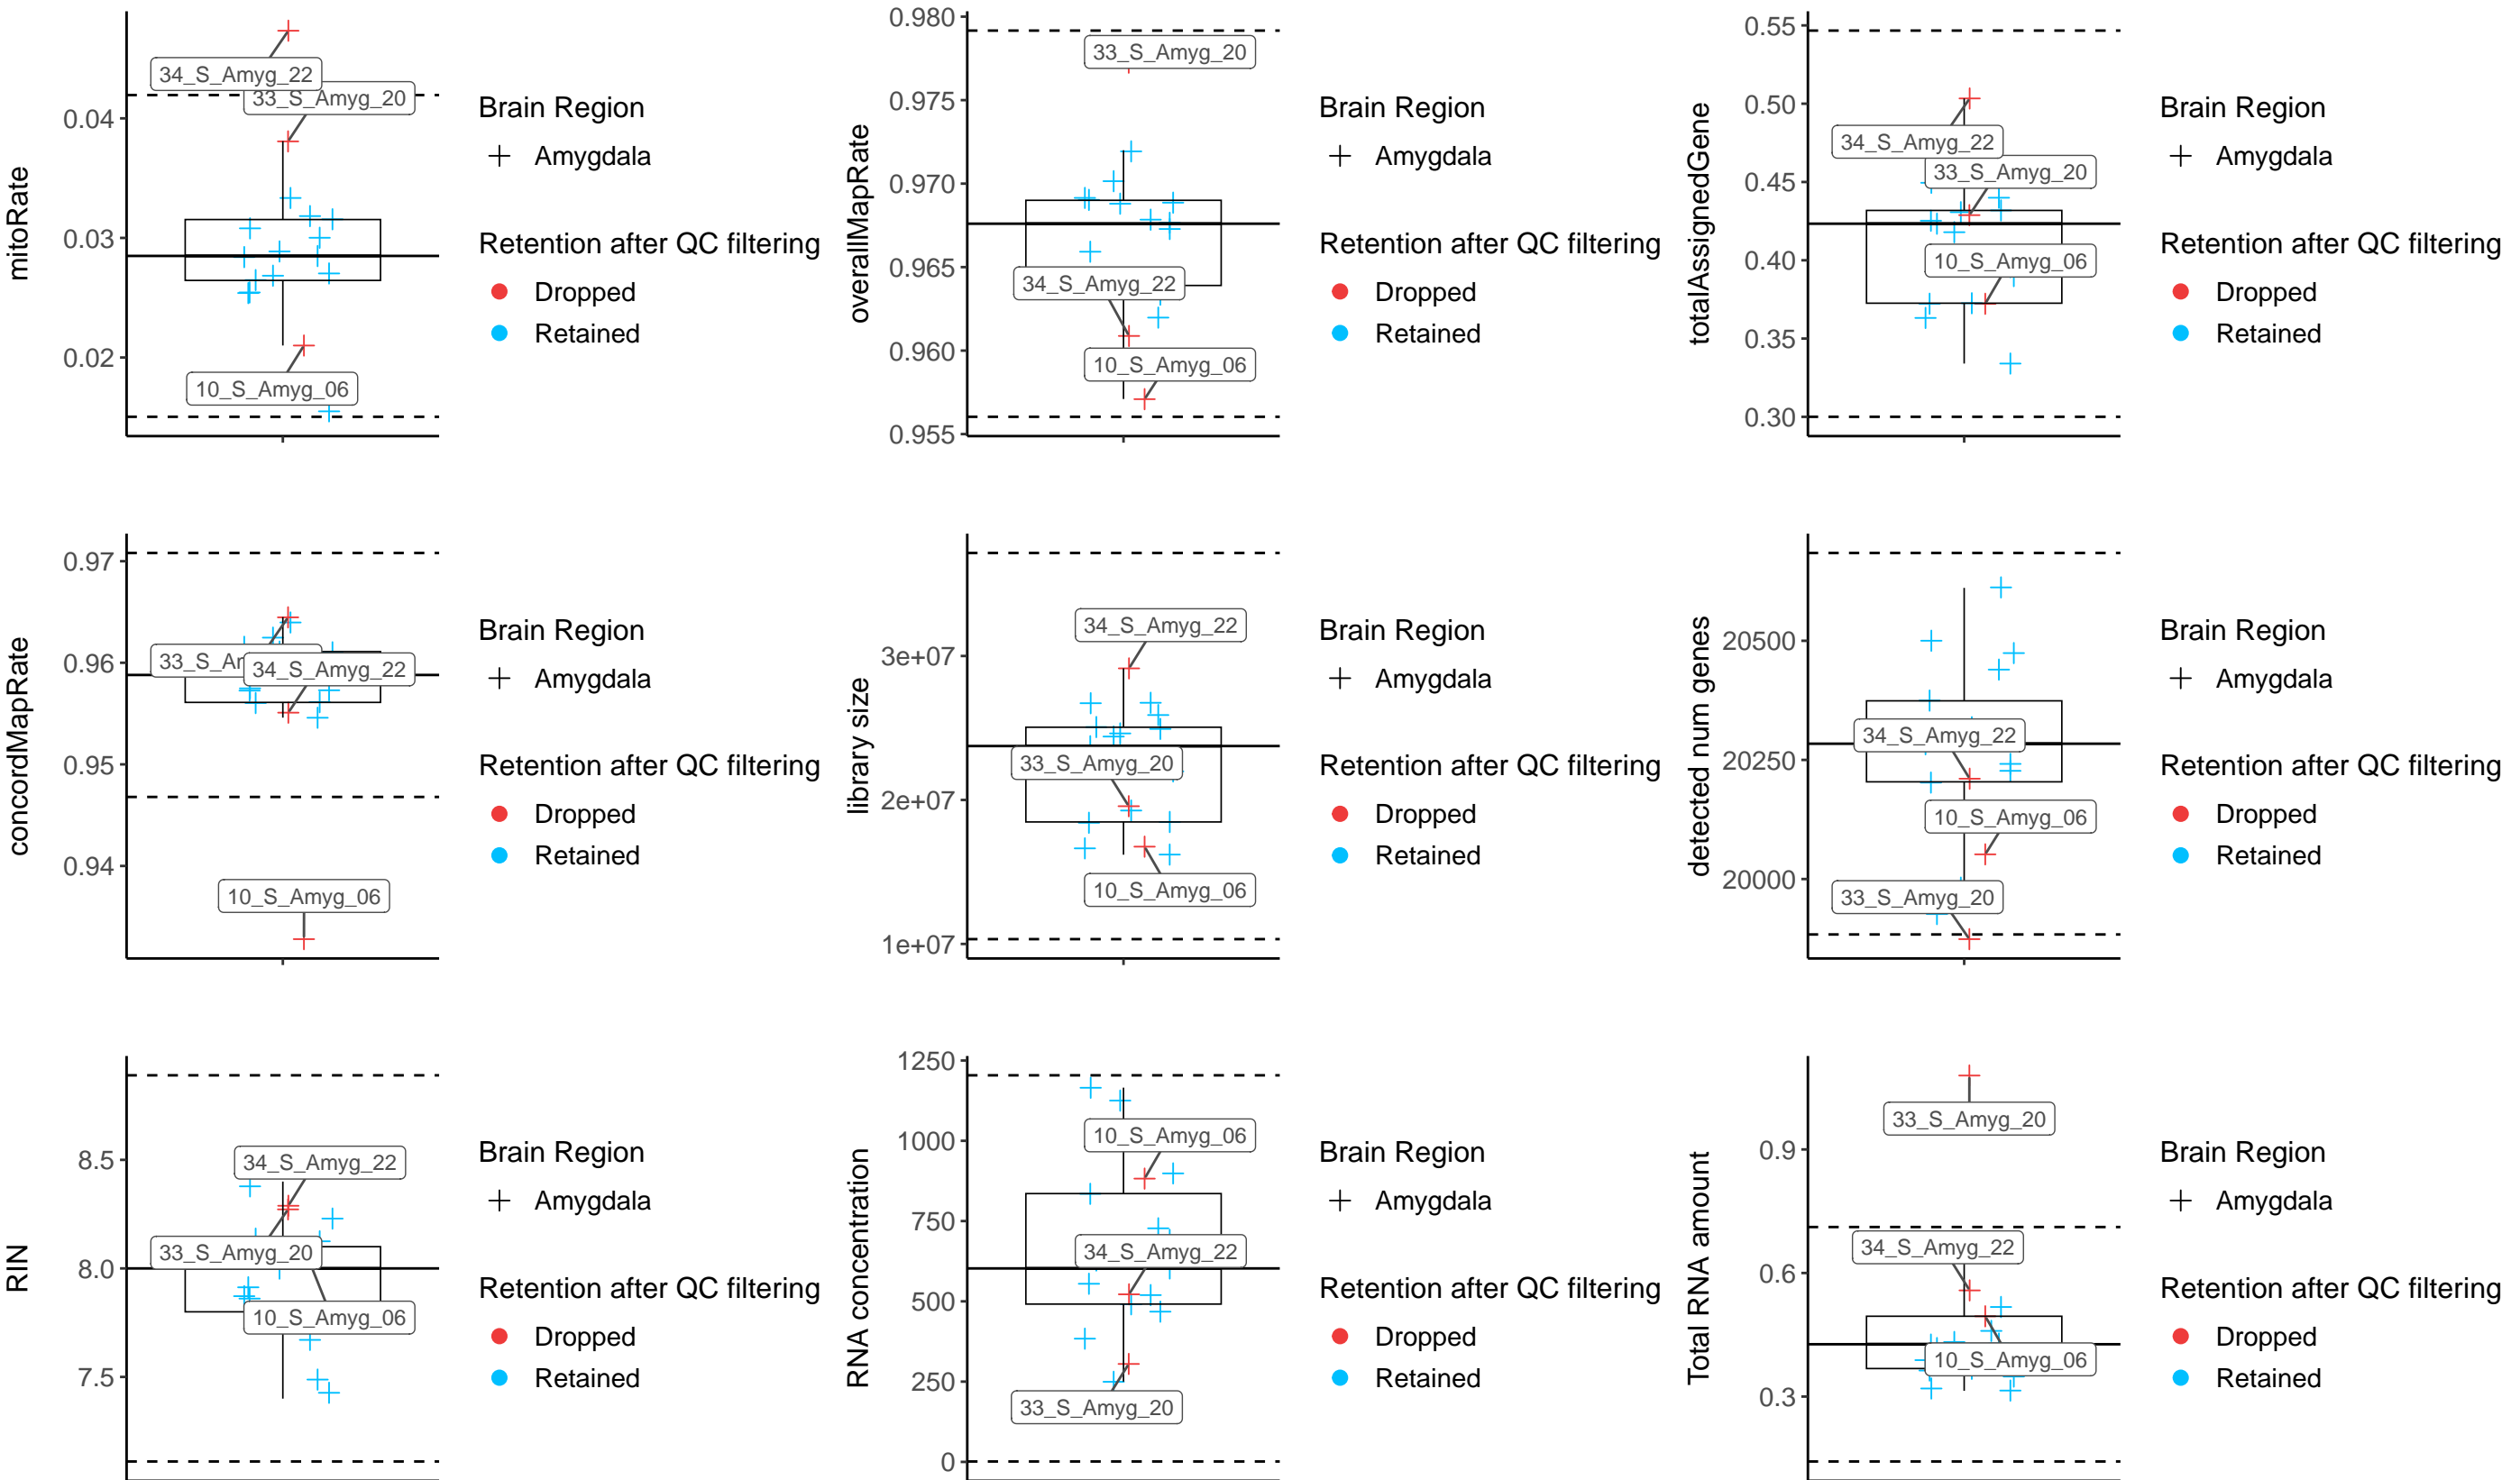 mitoRate
0.04
0.03
0.02
34_S_Amyg_22
33_S_Amyg_20
10_S_Amyg_06
Brain Region
Amygdala
Retention after QC filtering
Dropped
Retained
overallMapRate
0.980
0.975
0.970
0.965
0.960
0.955
33_S_Amyg_20
34_S_Amyg_22
10_S_Amyg_06
Brain Region
Amygdala
Retention after QC filtering
Dropped
Retained
totalAssignedGene
0.55
0.50
0.45
0.40
0.35
0.30
34_S_Amyg_22
33_S_Amyg_20
10_S_Amyg_06
Brain Region
Amygdala
Retention after QC filtering
Dropped
Retained
concordMapRate
0.97
0.96
0.95
0.94
33_S_Ar
34_S_Amyg_22
10_S_Amyg_06
Brain Region
Amygdala
Retention after QC filtering
Dropped
Retained
library size
3e+07
2e+07
1e+07
34_S_Amyg_22
33_S_Amyg_20
10_S_Amyg_06
Brain Region
Amygdala
Retention after QC filtering
Dropped
Retained
detected num genes
20500
20250
20000
34_S_Amyg_22
10_S_Amyg_06
33_S_Amyg_20
Brain Region
Amygdala
Retention after QC filtering
Dropped
Retained
RIN
8.5
8.0
7.5
34_S_Amyg_22
33_S_Amyg_20
10_S_Amyg_06
Brain Region
Amygdala
Retention after QC filtering
Dropped
Retained
RNA concentration
1250
1000
750
500
250
0
10_S_Amyg_06
34_S_Amyg_22
33_S_Amyg_20
Brain Region
Amygdala
Retention after QC filtering
Dropped
Retained
Total RNA amount
0.9
0.6
0.3
33_S_Amyg_20
34_S_Amyg_22
10_S_Amyg_06
Brain Region
Amygdala
Retention after QC filtering
Dropped
Retained